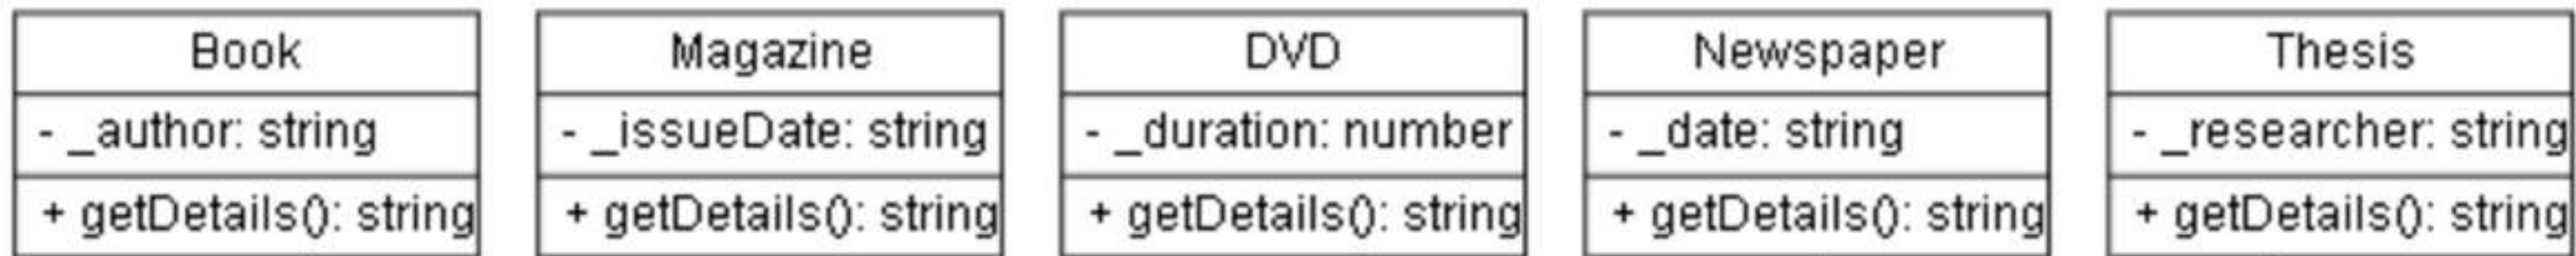 Book
- _author: string
+ getDetails(): string
Magazine
- _issueDate: string
+ getDetails(): string
DVD
- _duration: number
+ getDetails(): string
Newspaper
- _date: string
+ getDetails(): string
Thesis
- _researcher: string
+ getDetails(): string